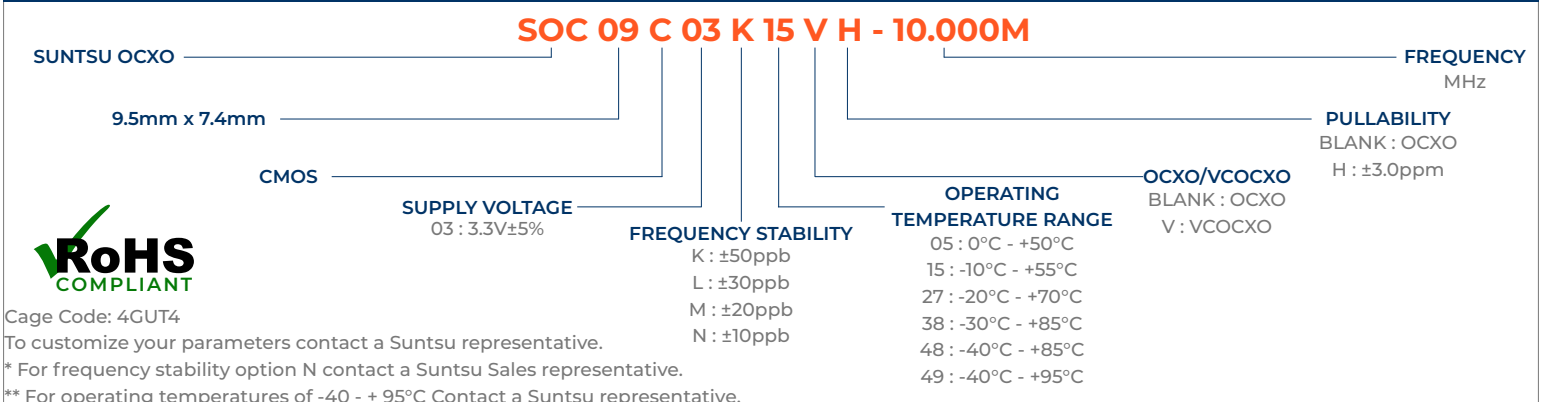 SOC 09 C 03 K 15 V H - 10.000M
SUNTSU OCXO
FREQUENCY
MHz
9.5mm x 7.4mm
PULLABILITY
BLANK : OCXO
H : ±3.0ppm
CMOS
OCXO/VCOCXO
BLANK : OCXO
V : VCOCXO
SUPPLY VOLTAGE
03 : 3.3V±5%
FREQUENCY STABILITY
K : ±50ppb
L : ±30ppb
M : ±20ppb
N : ±10ppb
OPERATING
TEMPERATURE RANGE
05 : 0°C - +50°C
15 : -10°C - +55°C
27 : -20°C - +70°C
38 : -30°C - +85°C
48 : -40°C - +85°C
49 : -40°C - +95°C
RoHS
COMPLIANT
Cage Code: 4GUT4
To customize your parameters contact a Suntsu representative.
* For frequency stability option N contact a Suntsu Sales representative.
** For operating temperatures of -40 - + 95°C Contact a Suntsu representative.